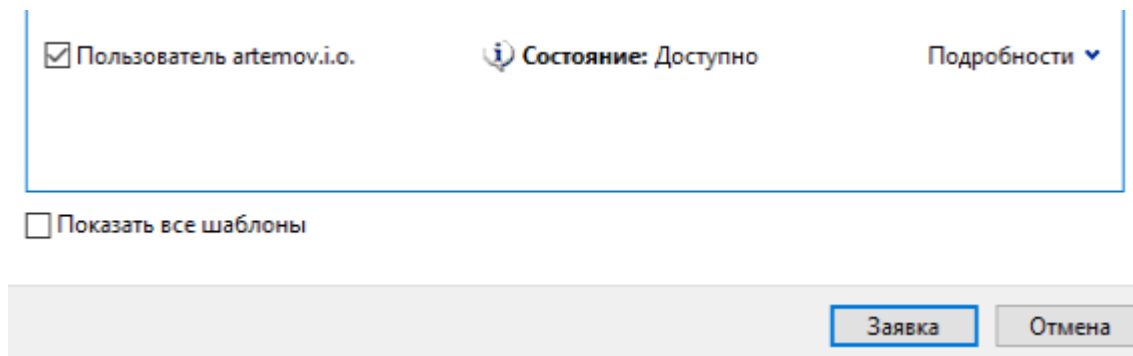 Пользователь artemov.i.o. Состояние: Доступно Подробности
Показать все шаблоны
Заявка Отмена